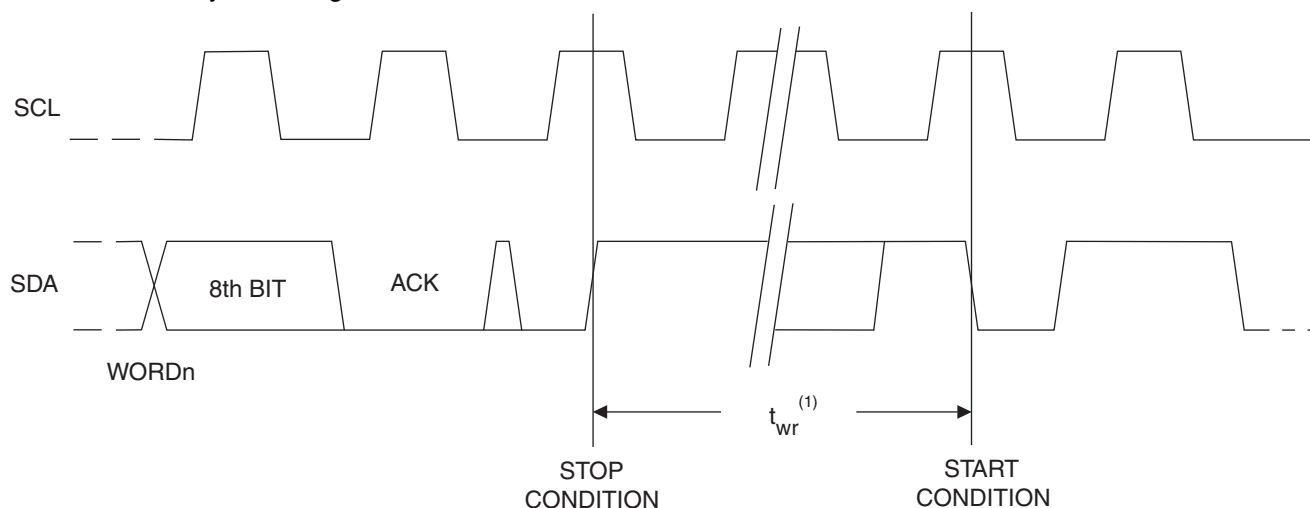 SCL
SDA
8th BIT
ACK
WORDn
twr(1)
STOP
CONDITION
START
CONDITION